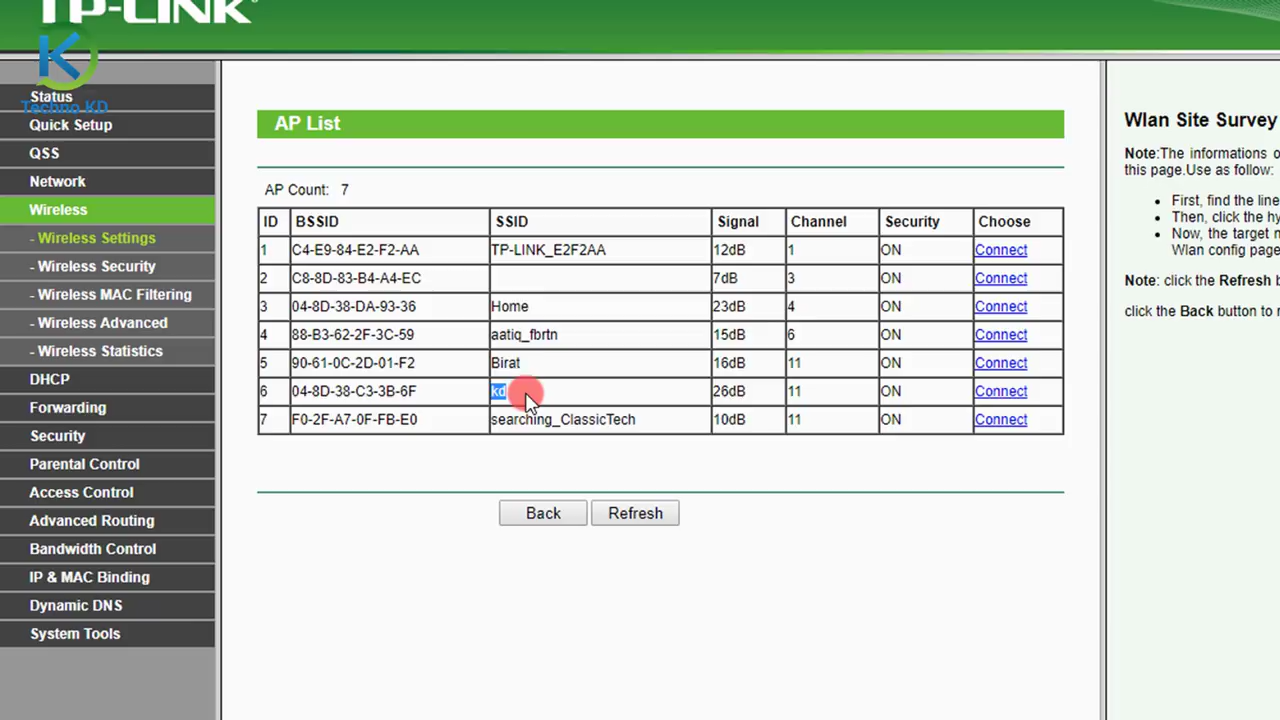 TP-LINK
Techno KD
Status
Quick Setup
QSS
Network
Wireless
- Wireless Settings
- Wireless Security
- Wireless MAC Filtering
- Wireless Advanced
- Wireless Statistics
DHCP
Forwarding
Security
Parental Control
Access Control
Advanced Routing
Bandwidth Control
IP & MAC Binding
Dynamic DNS
System Tools
AP List
AP Count: 7
ID BSSID SSID Signal Channel Security Choose
1 C4-E9-84-E2-F2-AA TP-LINK_E2F2AA 12dB 1 ON Connect
2 C8-8D-83-B4-A4-EC 7dB 3 ON Connect
3 04-8D-38-DA-93-36 Home 23dB 4 ON Connect
4 88-B3-62-2F-3C-59 aatiq_fbrtn 15dB 6 ON Connect
5 90-61-0C-2D-01-F2 Birat 16dB 11 ON Connect
6 04-8D-38-C3-3B-6F kd 26dB 11 ON Connect
7 F0-2F-A7-0F-FB-E0 searching_ClassicTech 10dB 11 ON Connect
Back Refresh
Wlan Site Survey
Note:The informations o
this page.Use as follow:
First, find the line
Then, click the hy
Now, the target n
Wlan config page
Note: click the Refresh b
click the Back button to r